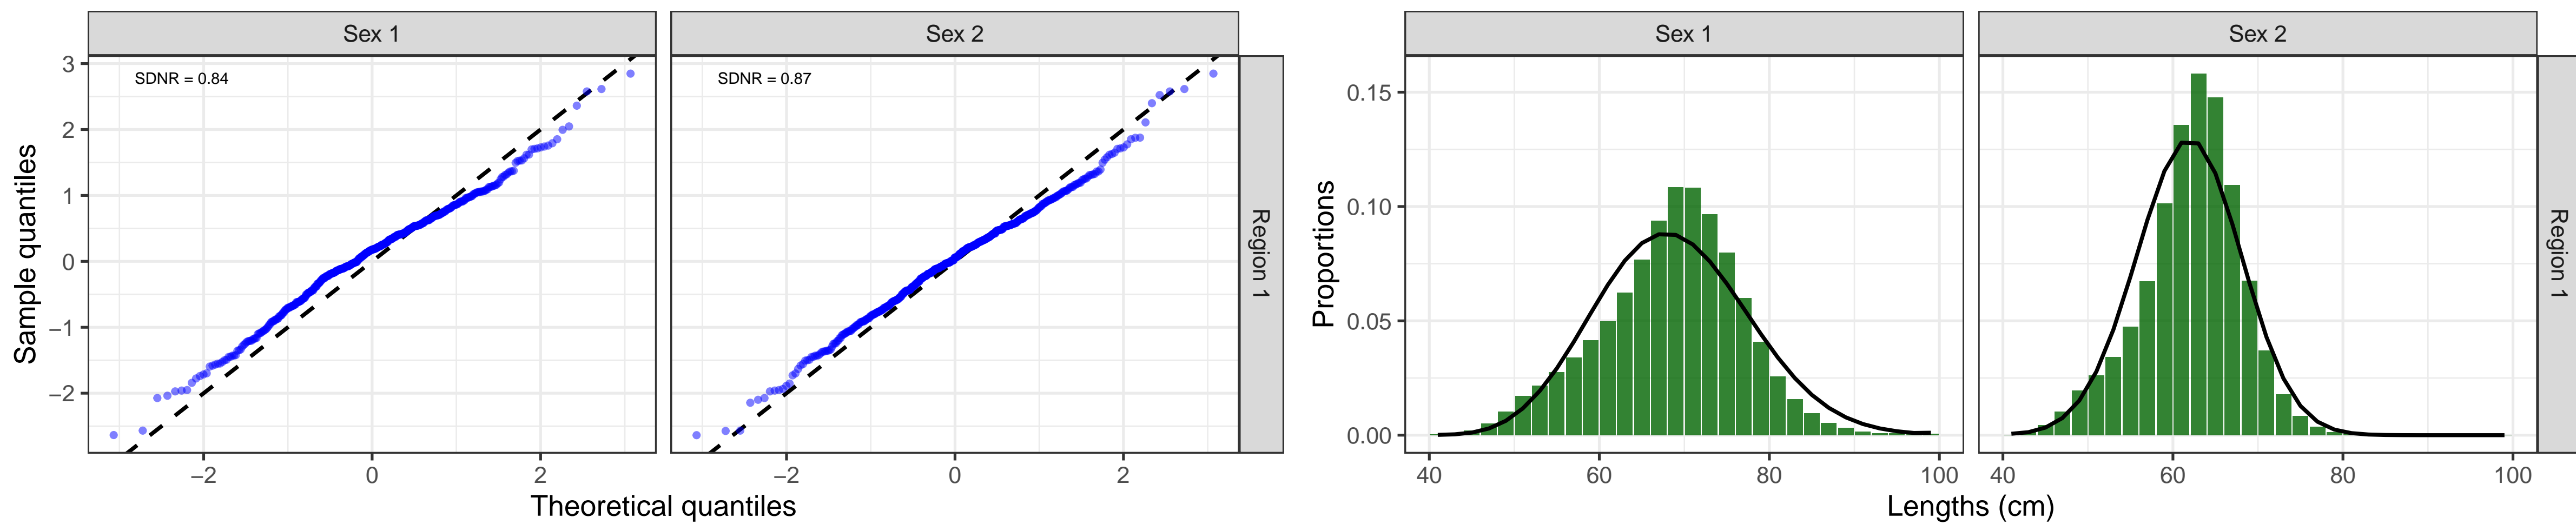 Sex 1
Sex 2
SDNR = 0.84
SDNR = 0.87
3
2
1
0
−1
−2
−2
0
2
−2
0
2
Sample quantiles
Theoretical quantiles
Region 1
Sex 1
Sex 2
0.15
0.10
0.05
0.00
40
60
80
100
40
60
80
100
Proportions
Lengths (cm)
Region 1